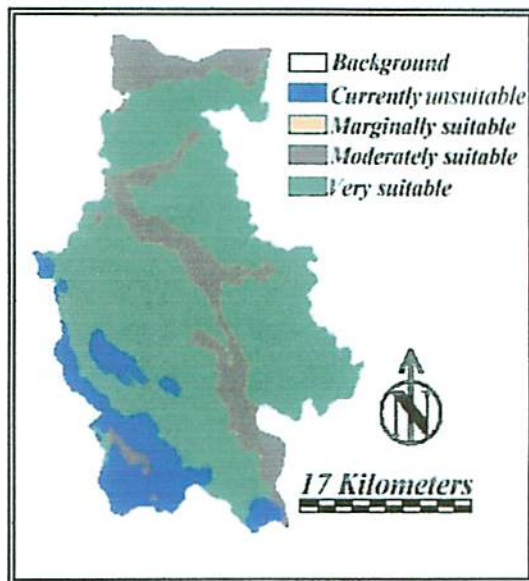 Background
Currently unsuitable
Marginally suitable
Moderately suitable
Very suitable
N
17 Kilometers